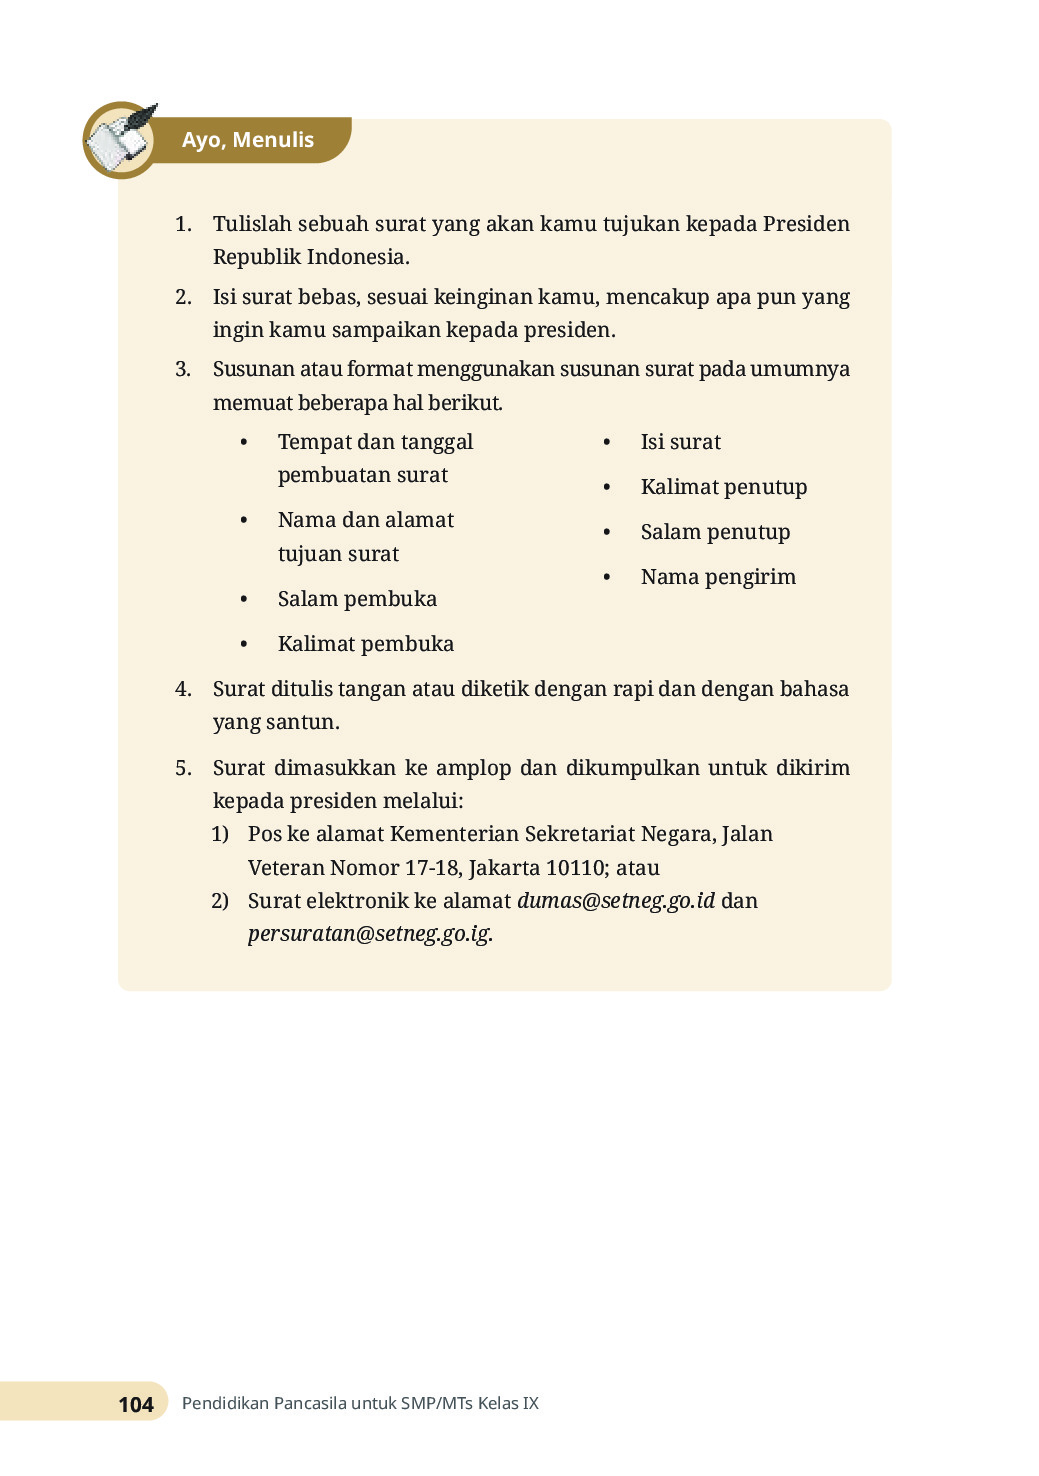 Ayo, Menulis
1. Tulislah sebuah surat yang akan kamu tujukan kepada Presiden
Republik Indonesia.
2. Isi surat bebas, sesuai keinginan kamu, mencakup apa pun yang
ingin kamu sampaikan kepada presiden.
3. Susunan atau format menggunakan susunan surat pada umumnya
memuat beberapa hal berikut.
• Tempat dan tanggal
pembuatan surat
• Nama dan alamat
tujuan surat
• Salam pembuka
• Kalimat pembuka
• Isi surat
• Kalimat penutup
• Salam penutup
• Nama pengirim
4. Surat ditulis tangan atau diketik dengan rapi dan dengan bahasa
yang santun.
5. Surat dimasukkan ke amplop dan dikumpulkan untuk dikirim
kepada presiden melalui:
1) Pos ke alamat Kementerian Sekretariat Negara, Jalan
Veteran Nomor 17-18, Jakarta 10110; atau
2) Surat elektronik ke alamat dumas@setneg.go.id dan
persuratan@setneg.go.ig.
104 Pendidikan Pancasila untuk SMP/MTs Kelas IX